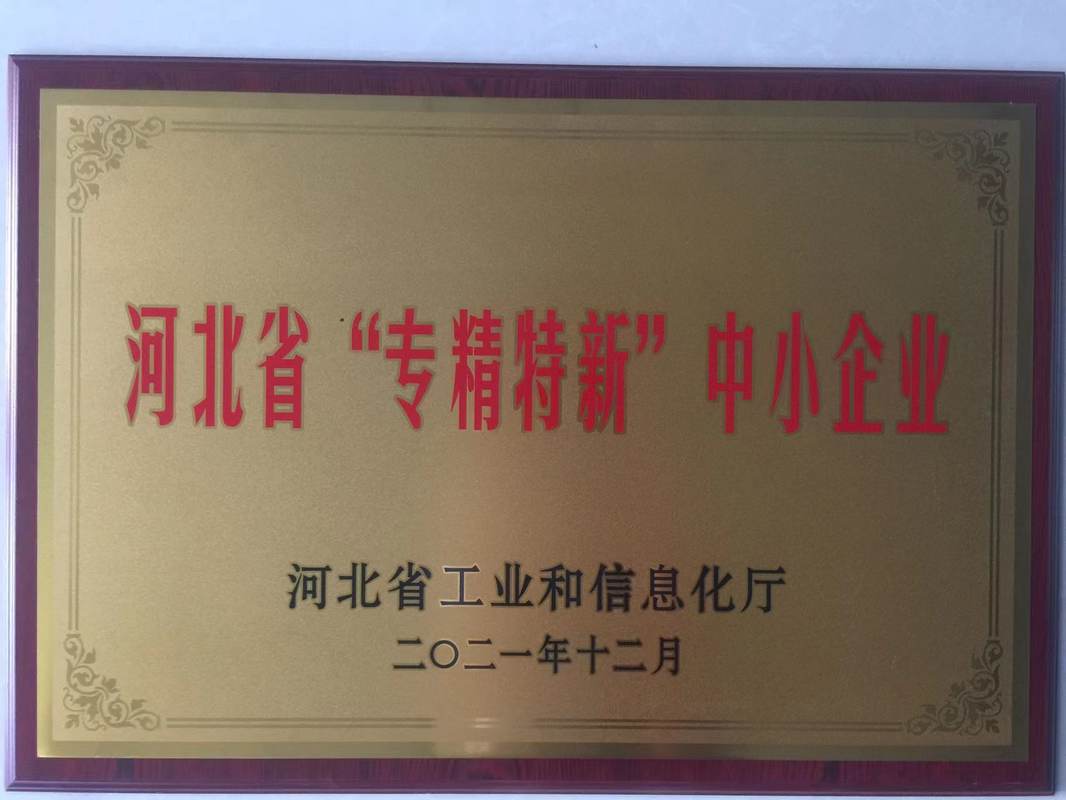 河北省“专精特新”中小企业
河北省工业和信息化厅
二〇二一年十二月